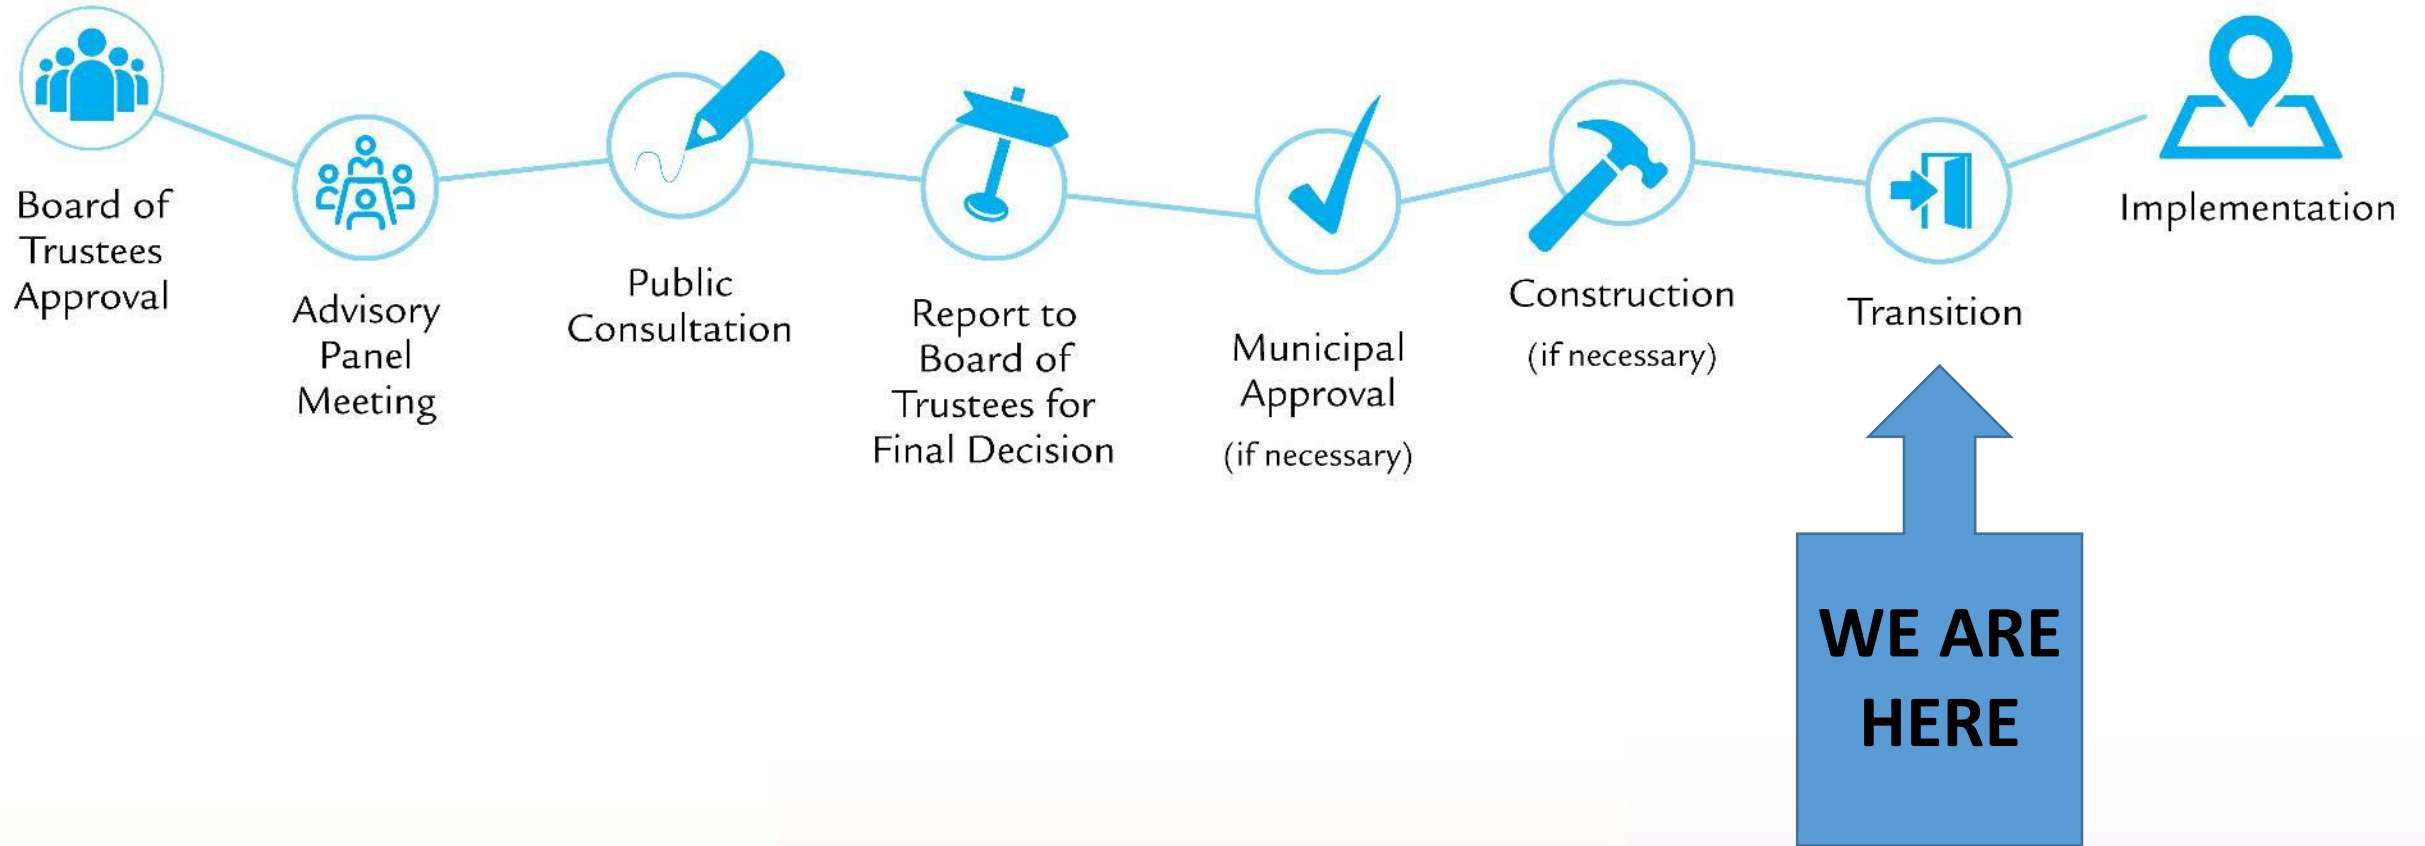 Board of
Trustees
Approval
Advisory
Panel
Meeting
Public
Consultation
Report to
Board of
Trustees for
Final Decision
Municipal
Approval
(if necessary)
Construction
(if necessary)
Transition
Implementation
WE ARE
HERE